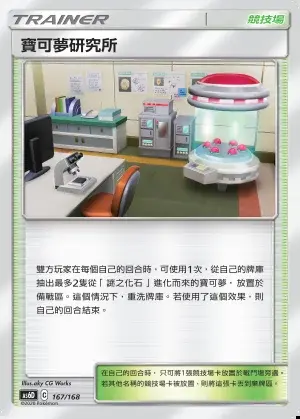 TRAINER 競技場
寶可夢研究所
雙方玩家在每個自己的回合時，可使用1次，從自己的牌庫
抽出最多2隻從「謎之化石」進化而來的寶可夢，放置於
備戰區。這個情況下，重洗牌庫。若使用了這個效果，則
自己的回合結束。
Illus.aky CG Works
AS6D C 167/168
在自己的回合時，只可將1張競技場卡放置於戰鬥場旁邊。
若其他名稱的競技場卡被放置，則將這張卡丟到棄牌區。